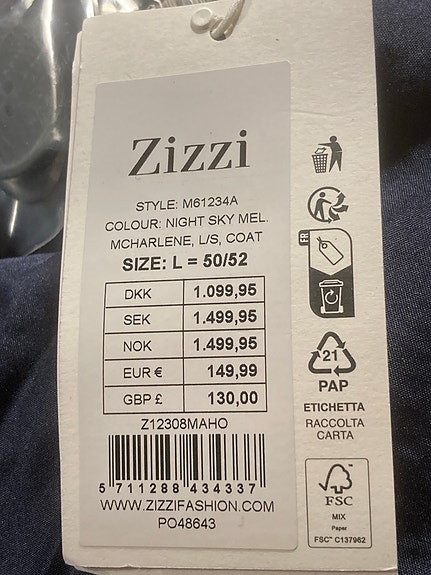 Zizzi
STYLE: M61234A
COLOUR: NIGHT SKY MEL.
MCHARLENE, L/S, COAT
SIZE: L = 50/52
DKK 1.099,95
SEK 1.499,95
NOK 1.499,95
EUR € 149,99
GBP £ 130,00
Z12308MAHO
5 711288 434337
WWW.ZIZZIFASHION.COM
PO48643
FR
21
PAP
ETICHETTA
RACCOLTA
CARTA
FSC
MIX
Paper
FSC™ C137962